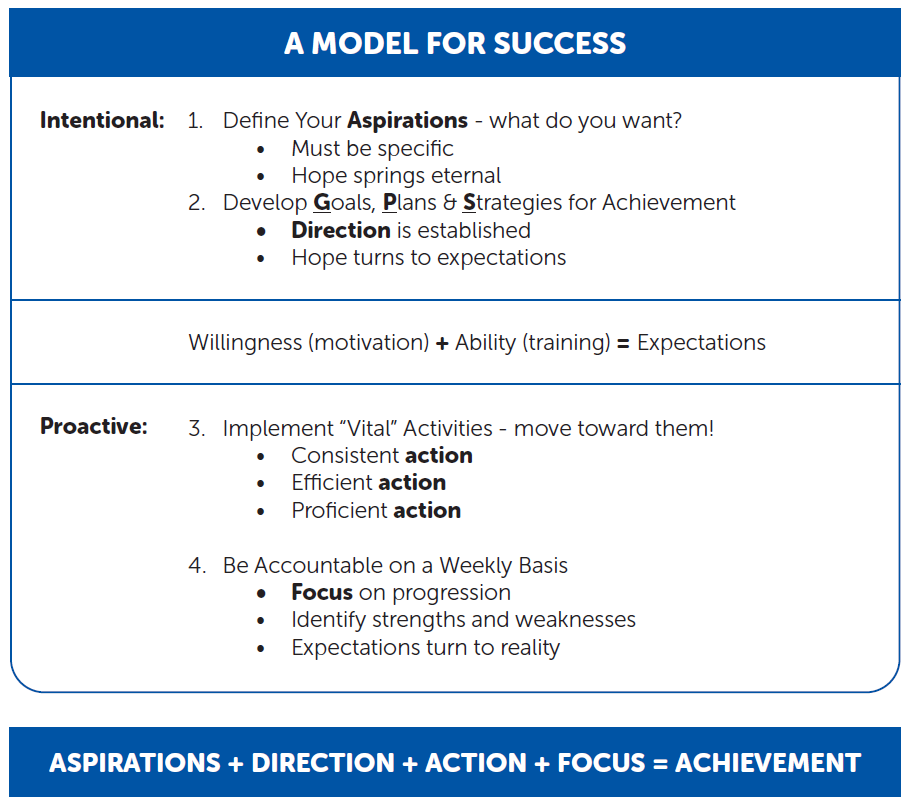 A MODEL FOR SUCCESS
Intentional: 1. Define Your Aspirations - what do you want?
• Must be specific
• Hope springs eternal
2. Develop Goals, Plans & Strategies for Achievement
• Direction is established
• Hope turns to expectations
Willingness (motivation) + Ability (training) = Expectations
Proactive: 3. Implement “Vital” Activities - move toward them!
• Consistent action
• Efficient action
• Proficient action
4. Be Accountable on a Weekly Basis
• Focus on progression
• Identify strengths and weaknesses
• Expectations turn to reality
ASPIRATIONS + DIRECTION + ACTION + FOCUS = ACHIEVEMENT